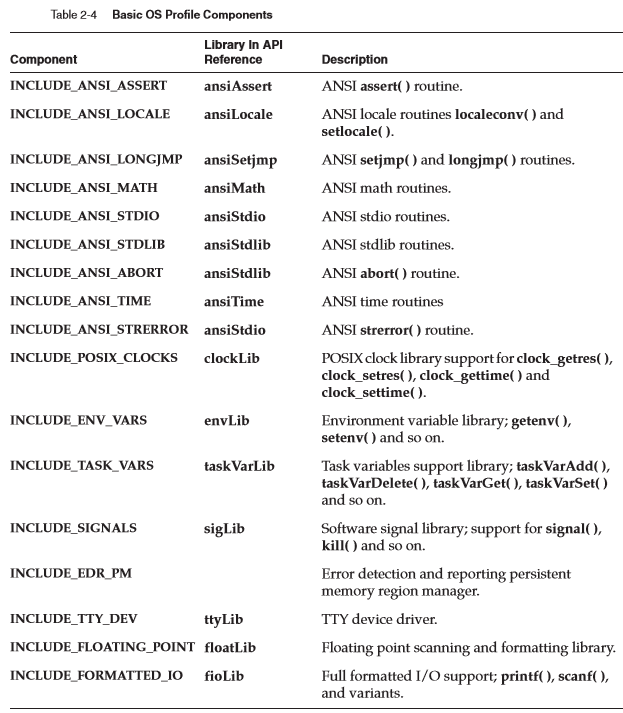 Table 2-4 Basic OS Profile Components
Component Library In API Reference Description
INCLUDE_ANSI_ASSERT ansiAssert ANSI assert( ) routine.
INCLUDE_ANSI_LOCALE ansiLocale ANSI locale routines localeconv( ) and
setlocale( ).
INCLUDE_ANSI_LONGJMP ansiSetjmp ANSI setjmp( ) and longjmp( ) routines.
INCLUDE_ANSI_MATH ansiMath ANSI math routines.
INCLUDE_ANSI_STDIO ansiStdio ANSI stdio routines.
INCLUDE_ANSI_STDLIB ansiStdlib ANSI stdlib routines.
INCLUDE_ANSI_ABORT ansiStdlib ANSI abort( ) routine.
INCLUDE_ANSI_TIME ansiTime ANSI time routines
INCLUDE_ANSI_STRERROR ansiStdio ANSI strerror( ) routine.
INCLUDE_POSIX_CLOCKS clockLib POSIX clock library support for clock_getres( ),
clock_setres( ), clock_gettime( ) and
clock_settime( ).
INCLUDE_ENV_VARS envLib Environment variable library; getenv( ),
setenv( ) and so on.
INCLUDE_TASK_VARS taskVarLib Task variables support library; taskVarAdd( ),
taskVarDelete( ), taskVarGet( ), taskVarSet( )
and so on.
INCLUDE_SIGNALS sigLib Software signal library; support for signal( ),
kill( ) and so on.
INCLUDE_EDR_PM Error detection and reporting persistent
memory region manager.
INCLUDE_TTY_DEV ttyLib TTY device driver.
INCLUDE_FLOATING_POINT floatLib Floating point scanning and formatting library.
INCLUDE_FORMATTED_IO fioLib Full formatted I/O support; printf( ), scanf( ),
and variants.